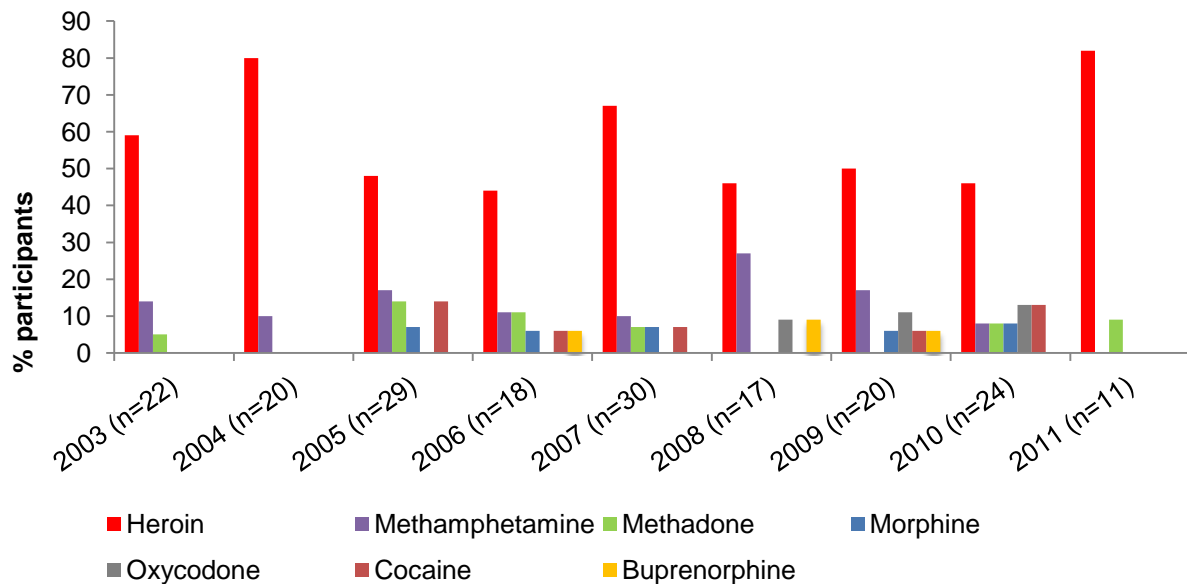 % participants
90
80
70
60
50
40
30
20
10
0
2003 (n=22)
2004 (n=20)
2005 (n=29)
2006 (n=18)
2007 (n=30)
2008 (n=17)
2009 (n=20)
2010 (n=24)
2011 (n=11)
Heroin Methamphetamine Methadone Morphine
Oxycodone Cocaine Buprenorphine